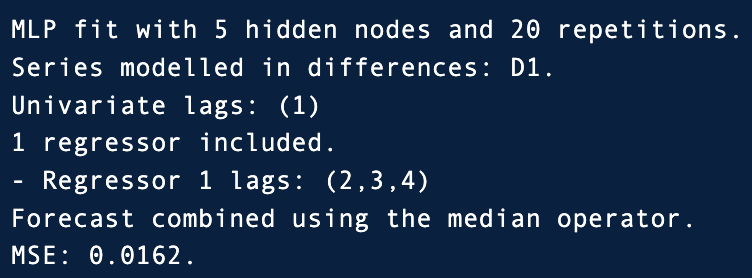 MLP fit with 5 hidden nodes and 20 repetitions.
Series modelled in differences: D1.
Univariate lags: (1)
1 regressor included.
- Regressor 1 lags: (2,3,4)
Forecast combined using the median operator.
MSE: 0.0162.